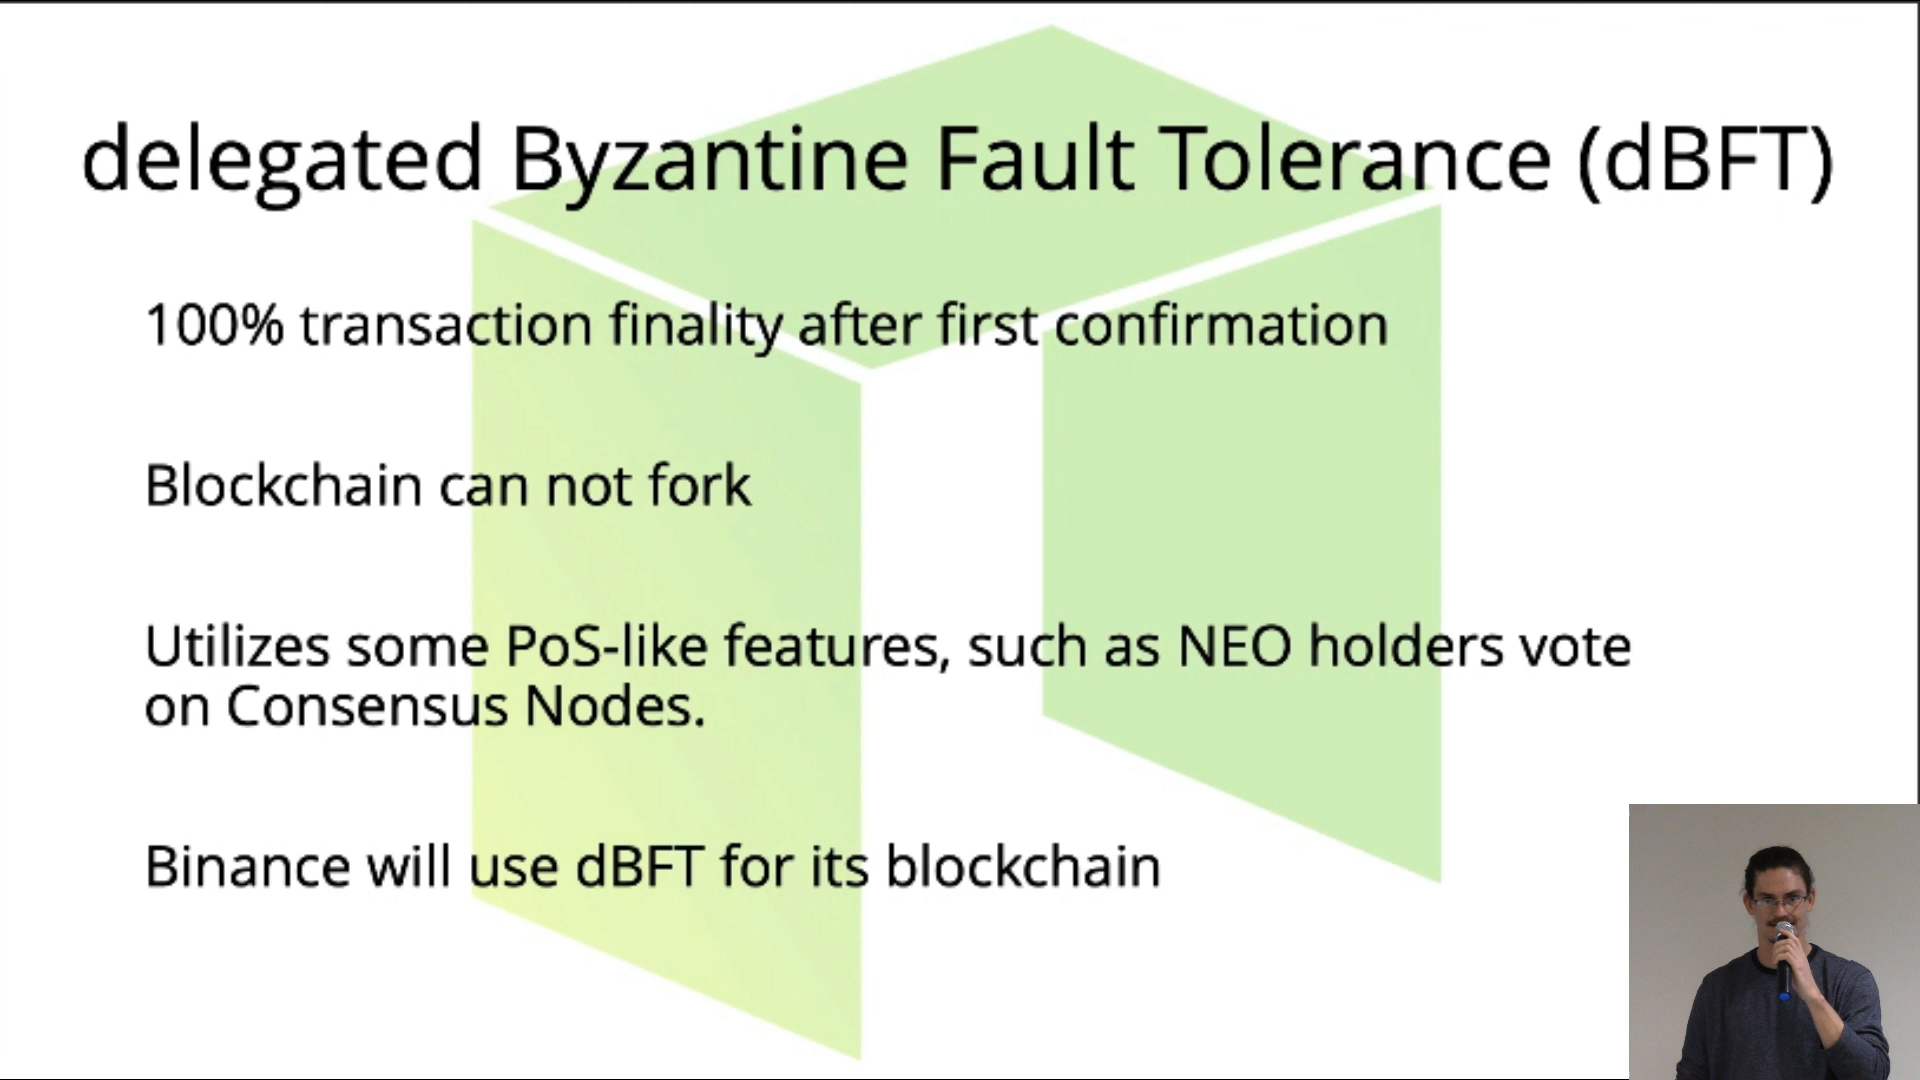 delegated Byzantine Fault Tolerance (dBFT)
100% transaction finality after first confirmation
Blockchain can not fork
Utilizes some PoS-like features, such as NEO holders vote
on Consensus Nodes.
Binance will use dBFT for its blockchain